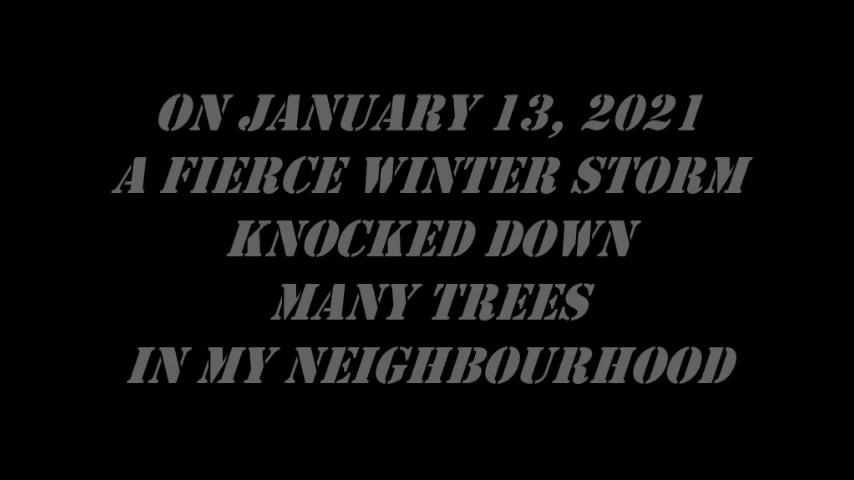 ON JANUARY 13, 2021
A FIERCE WINTER STORM
KNOCKED DOWN
MANY TREES
IN MY NEIGHBOURHOOD